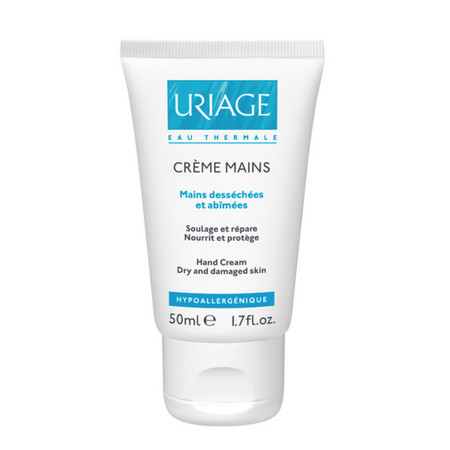 URIAGE
EAU THERMALE
CRÈME MAINS
Mains desséchées
et abîmées
Soulage et répare
Nourrit et protège
Hand Cream
Dry and damaged skin
HYPOALLERGÉNIQUE
50ml e 1.7fl.oz.